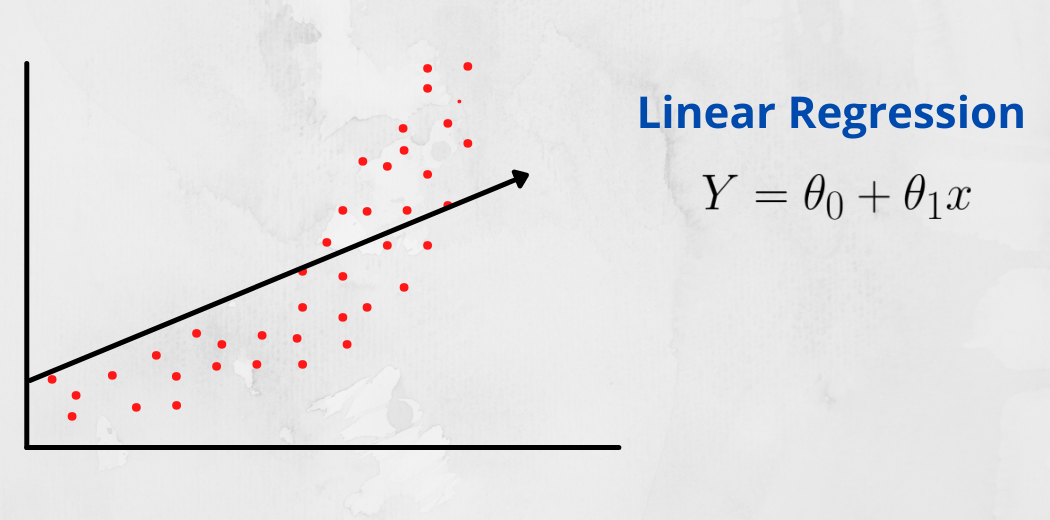 Linear Regression
Y = θ₀ + θ₁x